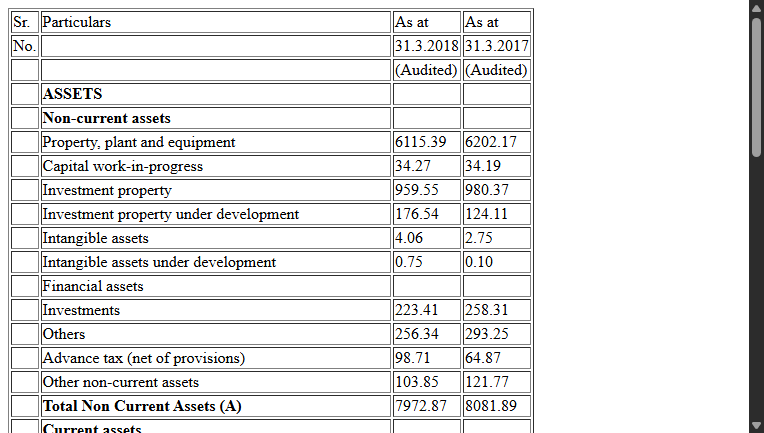 Sr. Particulars As at As at
No. 31.3.2018 31.3.2017
(Audited) (Audited)
ASSETS
Non-current assets
Property, plant and equipment 6115.39 6202.17
Capital work-in-progress 34.27 34.19
Investment property 959.55 980.37
Investment property under development 176.54 124.11
Intangible assets 4.06 2.75
Intangible assets under development 0.75 0.10
Financial assets
Investments 223.41 258.31
Others 256.34 293.25
Advance tax (net of provisions) 98.71 64.87
Other non-current assets 103.85 121.77
Total Non Current Assets (A) 7972.87 8081.89
Current assets